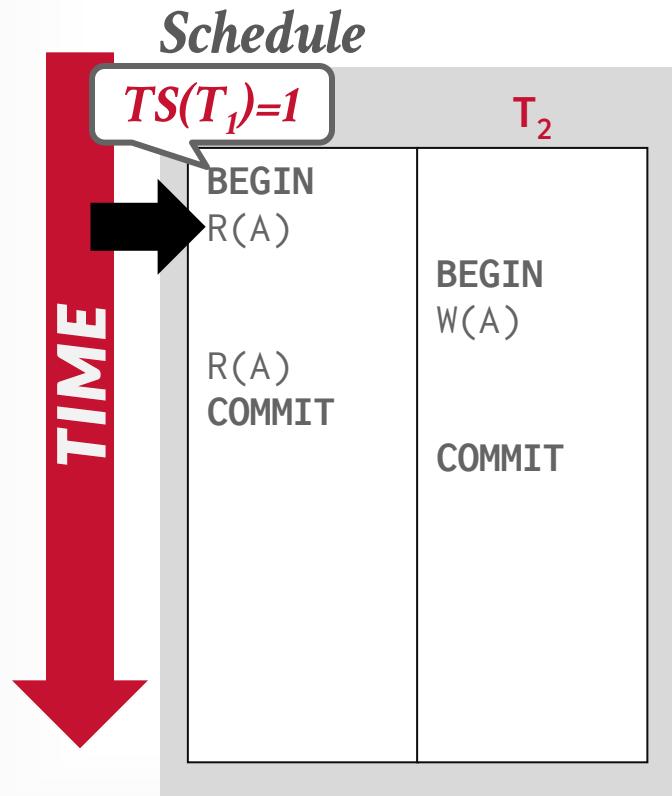 Schedule
TS(T₁)=1
T₂
BEGIN
R(A)
BEGIN
W(A)
R(A)
COMMIT
COMMIT
TIME